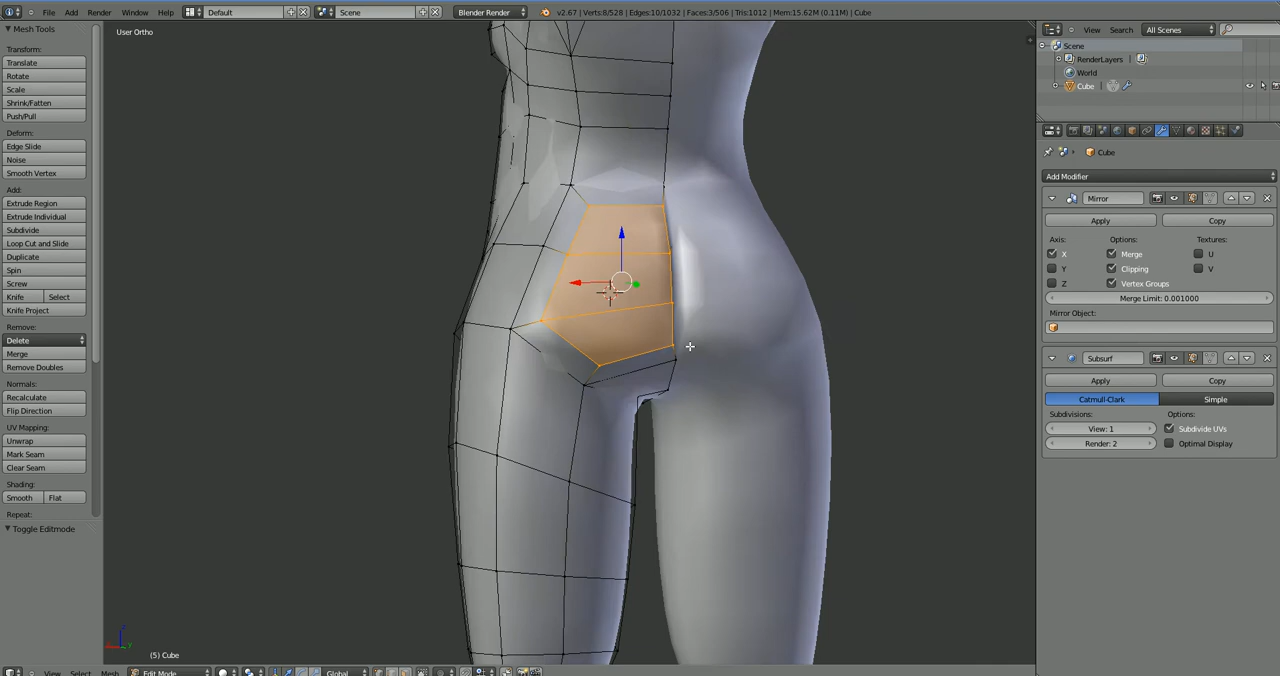 File Add Render Window Help Default Scene Blender Render v2.67 | Verts:8/528 | Edges:10/1032 | Faces:3/506 | Tris:1012 | Mem:15.62M (0.11M) | Cube
Mesh Tools
Transform:
Translate
Rotate
Scale
Shrink/Fatten
Push/Pull
Deform:
Edge Slide
Noise
Smooth Vertex
Add:
Extrude Region
Extrude Individual
Subdivide
Loop Cut and Slide
Duplicate
Spin
Screw
Knife Select
Knife Project
Remove:
Delete
Merge
Remove Doubles
Normals:
Recalculate
Flip Direction
UV Mapping:
Unwrap
Mark Seam
Clear Seam
Shading:
Smooth Flat
Repeat:
Toggle Editmode
User Ortho
(5) Cube
View Select Mesh Edit Mode Global
View Search All Scenes
Scene
RenderLayers
World
Cube
Cube
Add Modifier
Mirror
Apply Copy
Axis: Options: Textures:
X Merge U
Y Clipping V
Z Vertex Groups
Merge Limit: 0.001000
Mirror Object:
Subsurf
Apply Copy
Catmull-Clark Simple
Subdivisions: Options:
View: 1 Subdivide UVs
Render: 2 Optimal Display